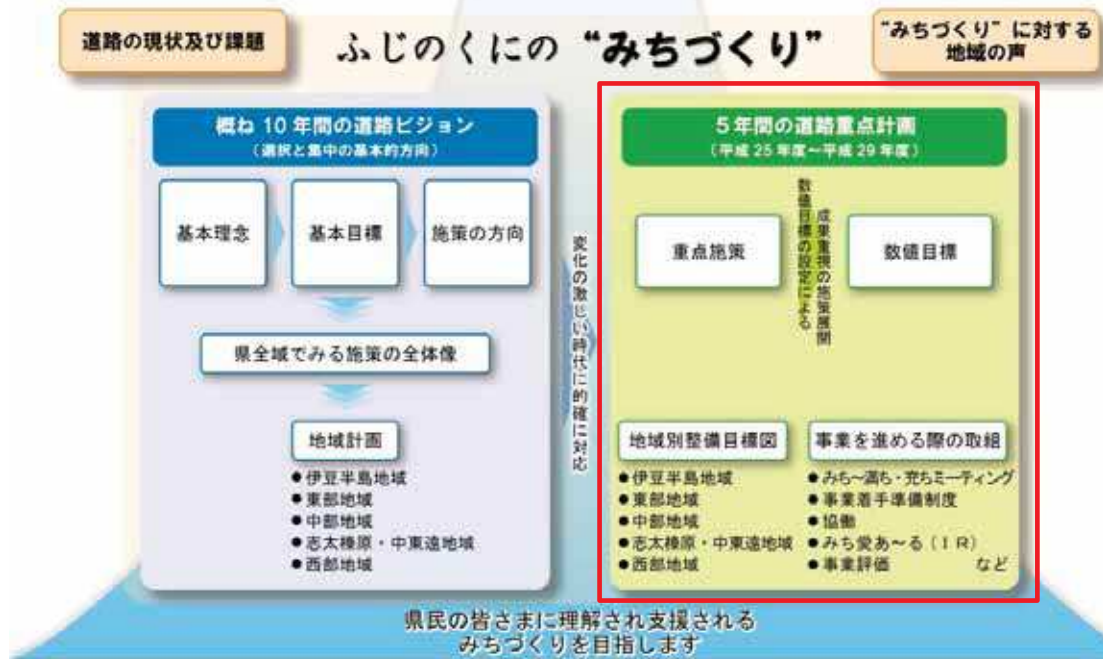 道路の現状及び課題
ふじのくにの“みちづくり”
“みちづくり”に対する
地域の声
概ね 10 年間の道路ビジョン
(選択と集中の基本的方向)
基本理念
基本目標
施策の方向
県全域でみる施策の全体像
地域計画
●伊豆半島地域
●東部地域
●中部地域
●志太榛原・中東遠地域
●西部地域
変化の激しい時代に的確に対応
5年間の道路重点計画
(平成 25 年度~平成 29 年度)
重点施策
数値目標の設定による
成果重視の施策展開
数値目標
地域別整備目標図
●伊豆半島地域
●東部地域
●中部地域
●志太榛原・中東遠地域
●西部地域
事業を進める際の取組
●みち~満ち・充ちミーティング
●事業着手準備制度
●協働
●みち愛あ~る(IR)
●事業評価 など
県民の皆さまに理解され支援される
みちづくりを目指します